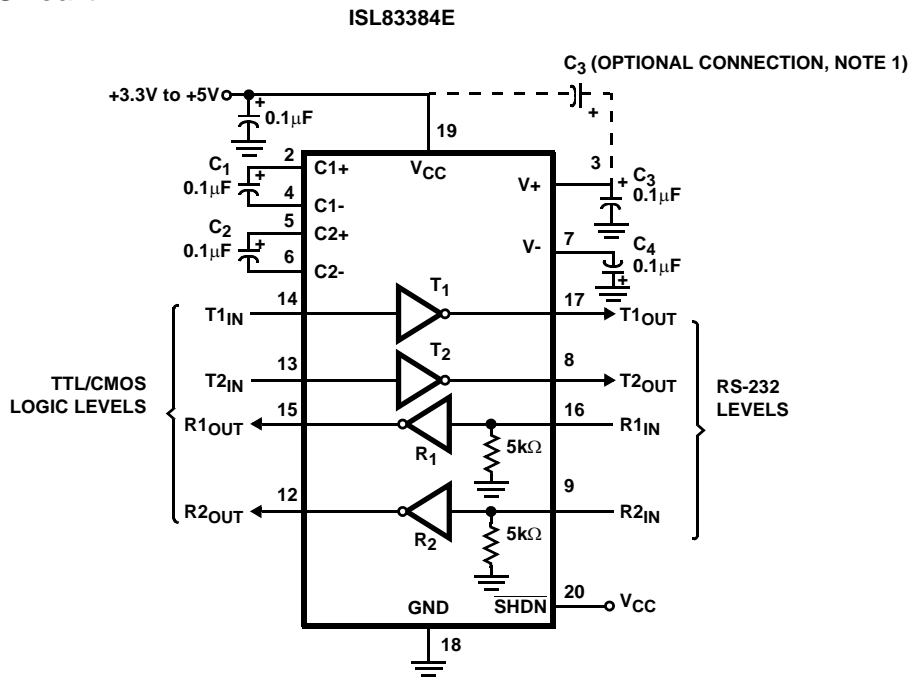 ISL83384E
C3 (OPTIONAL CONNECTION, NOTE 1)
+3.3V to +5V
+
0.1μF
+
19
2
C1
0.1μF
+
4
C1+
C1-
VCC
V+
3
+
C3
0.1μF
5
C2
0.1μF
+
6
C2+
C2-
V-
7
C4
0.1μF
+
T1IN
14
T1
17
T1OUT
T2IN
13
T2
8
T2OUT
TTL/CMOS
LOGIC LEVELS
RS-232
LEVELS
R1OUT
15
R1
5kΩ
16
R1IN
R2OUT
12
R2
5kΩ
9
R2IN
GND
SHDN
20
VCC
18